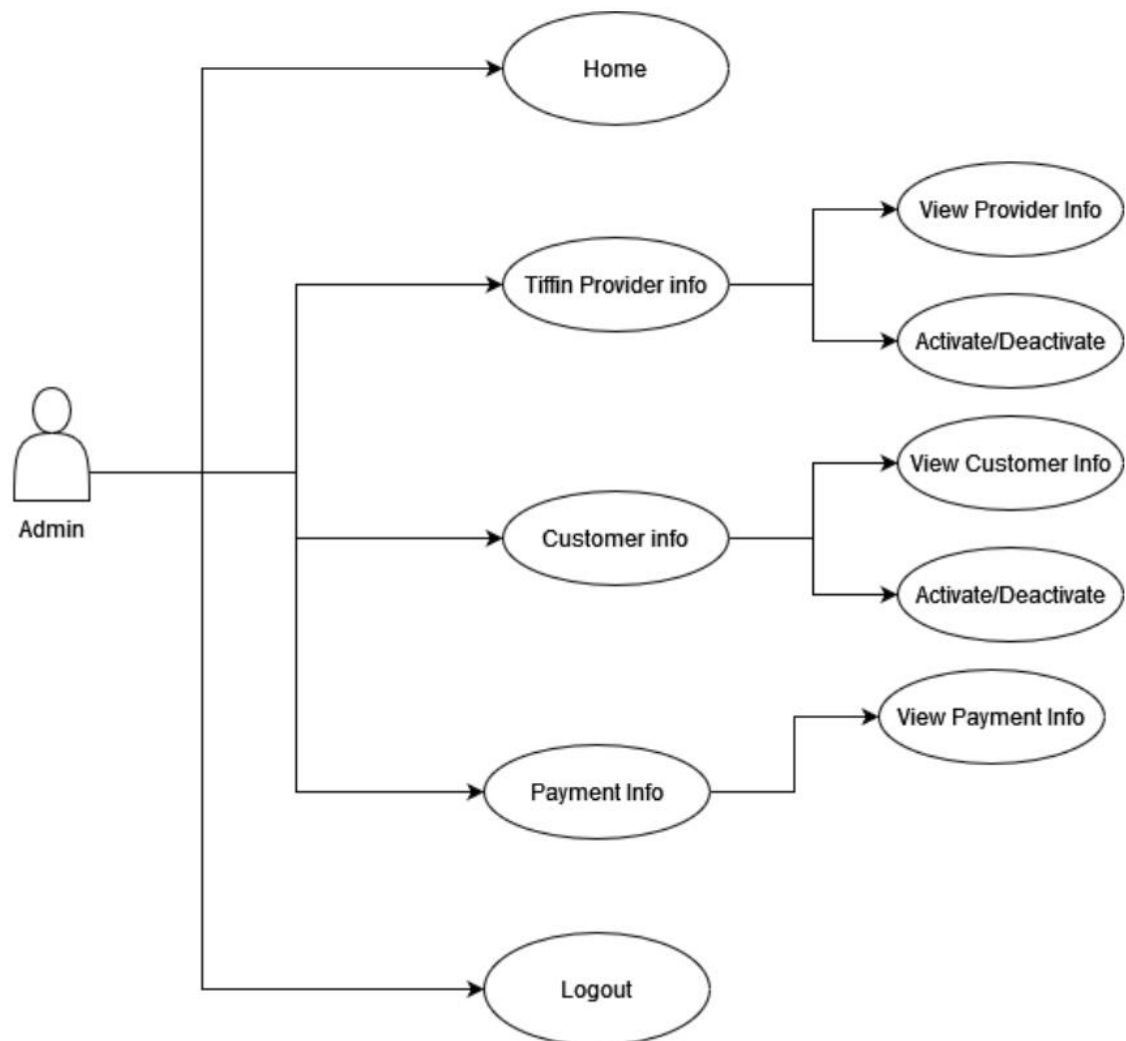 Home
View Provider Info
Tiffin Provider info
Activate/Deactivate
View Customer Info
Admin
Customer info
Activate/Deactivate
View Payment Info
Payment Info
Logout